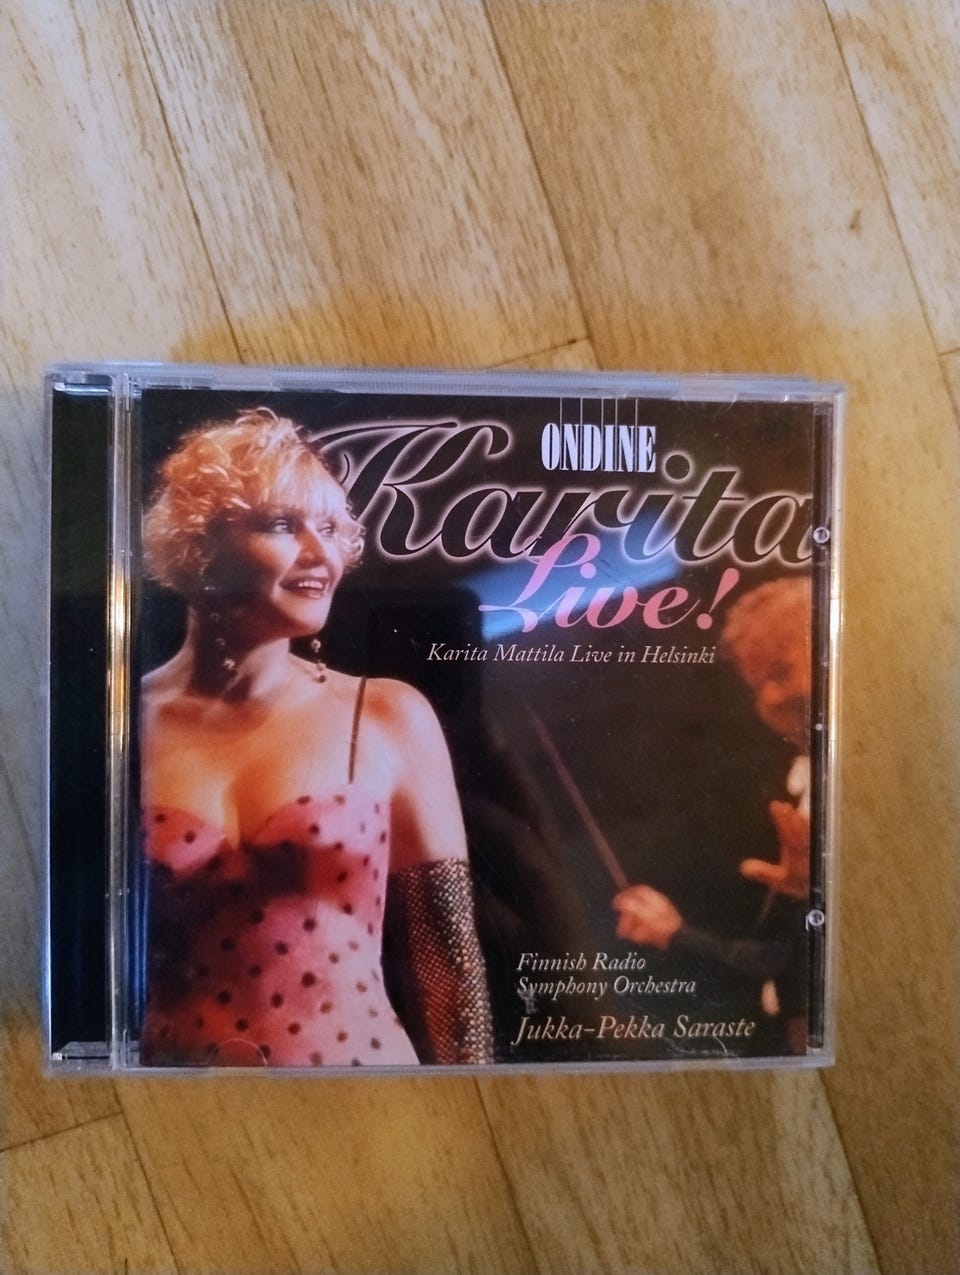 ONDINE
Karita
Live!
Karita Mattila Live in Helsinki
Finnish Radio
Symphony Orchestra
Jukka-Pekka Saraste